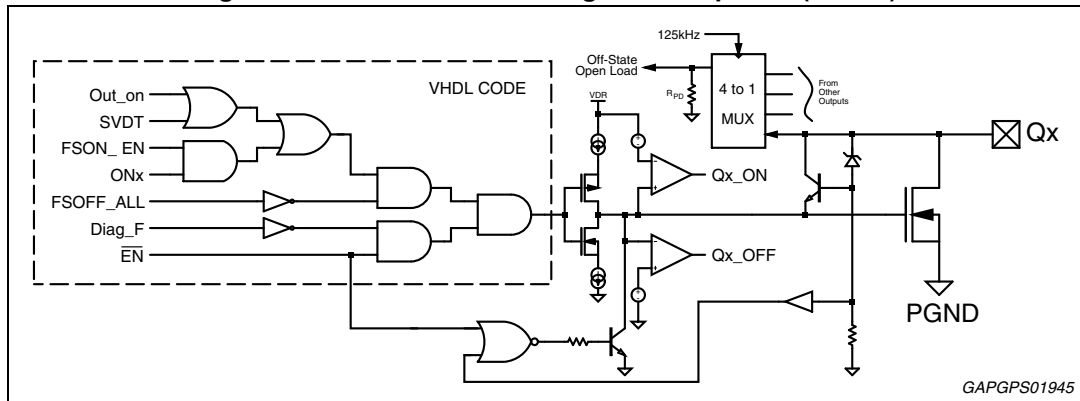 125kHz
Off-State
Open Load
RPD
4 to 1
MUX
From
Other
Outputs
VHDL CODE
Out_on
SVDT
FSON_ EN
ONx
FSOFF_ALL
Diag_F
EN
VDR
Qx
Qx_ON
Qx_OFF
PGND
GAPGPS01945